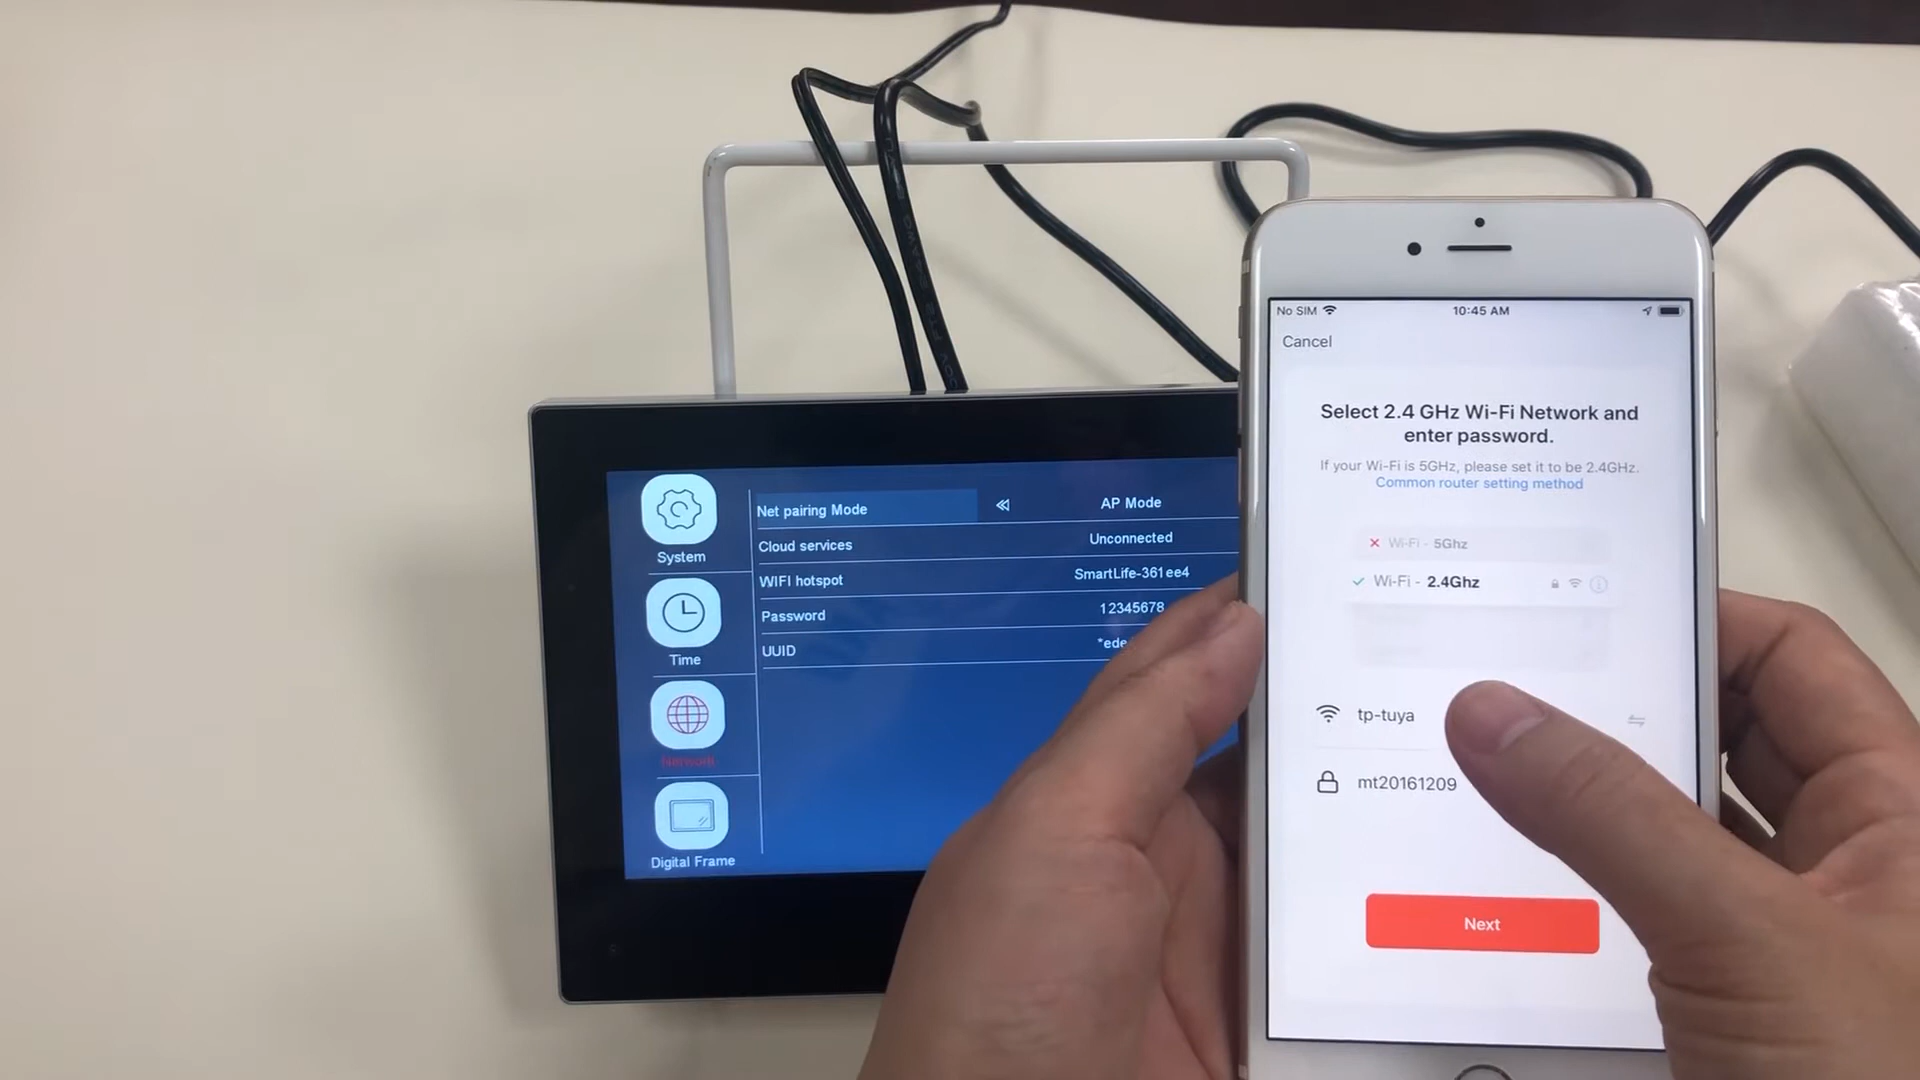 System
Time
Network
Digital Frame
Net pairing Mode
AP Mode
Cloud services
Unconnected
WIFI hotspot
SmartLife-361ee4
Password
12345678
UUID
*ede
No SIM
10:45 AM
Cancel
Select 2.4 GHz Wi-Fi Network and
enter password.
If your Wi-Fi is 5GHz, please set it to be 2.4GHz.
Common router setting method
Wi-Fi - 5Ghz
Wi-Fi - 2.4Ghz
tp-tuya
mt20161209
Next